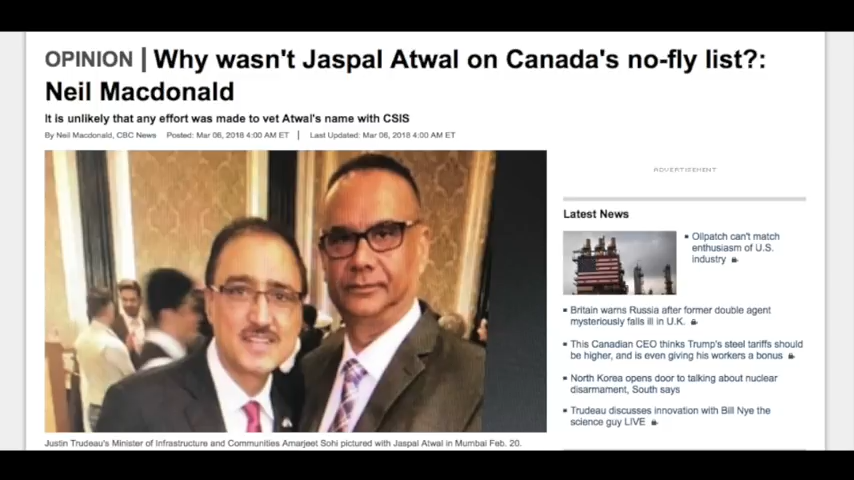 OPINION | Why wasn't Jaspal Atwal on Canada's no-fly list?:
Neil Macdonald
It is unlikely that any effort was made to vet Atwal's name with CSIS
By Neil Macdonald, CBC News Posted: Mar 06, 2018 4:00 AM ET | Last Updated: Mar 06, 2018 4:00 AM ET
Justin Trudeau's Minister of Infrastructure and Communities Amarjeet Sohi pictured with Jaspal Atwal in Mumbai Feb. 20.
ADVERTISEMENT
Latest News
Oilpatch can't match
enthusiasm of U.S.
industry
Britain warns Russia after former double agent
mysteriously falls ill in U.K.
This Canadian CEO thinks Trump's steel tariffs should
be higher, and is even giving his workers a bonus
North Korea opens door to talking about nuclear
disarmament, South says
Trudeau discusses innovation with Bill Nye the
science guy LIVE